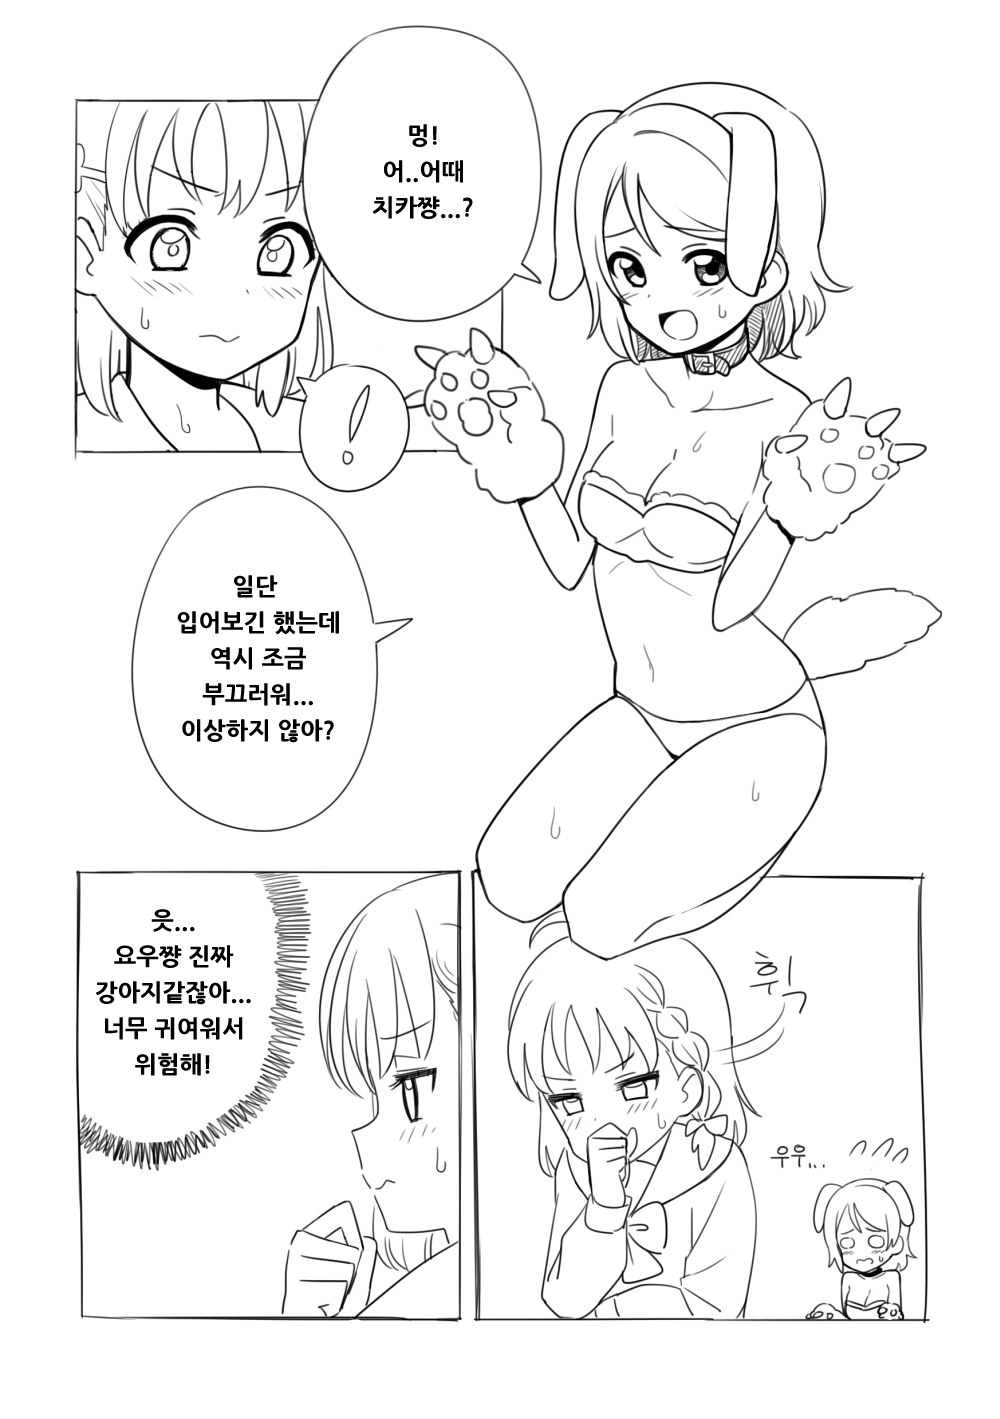 멍!
어..어때
치카쨩...?
!
일단
입어보긴 했는데
역시 조금
부끄러워...
이상하지 않아?
읏...
요우쨩 진짜
강아지같잖아...
너무 귀여워서
위험해!
휙
우우...